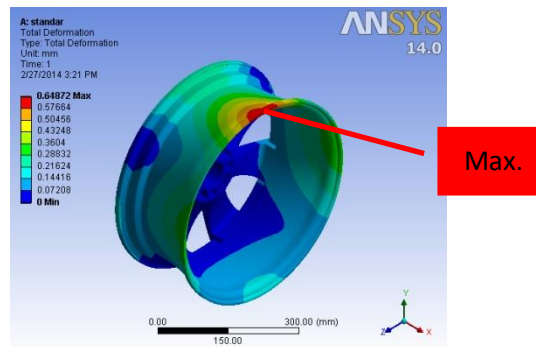 A: standar
Total Deformation
Type: Total Deformation
Unit: mm
Time: 1
2/27/2014 3:21 PM
0.64872 Max
0.57664
0.50456
0.43248
0.3604
0.28832
0.21624
0.14416
0.07208
0 Min
ANSYS
14.0
Max.
0.00
300.00 (mm)
150.00
Y
Z
X